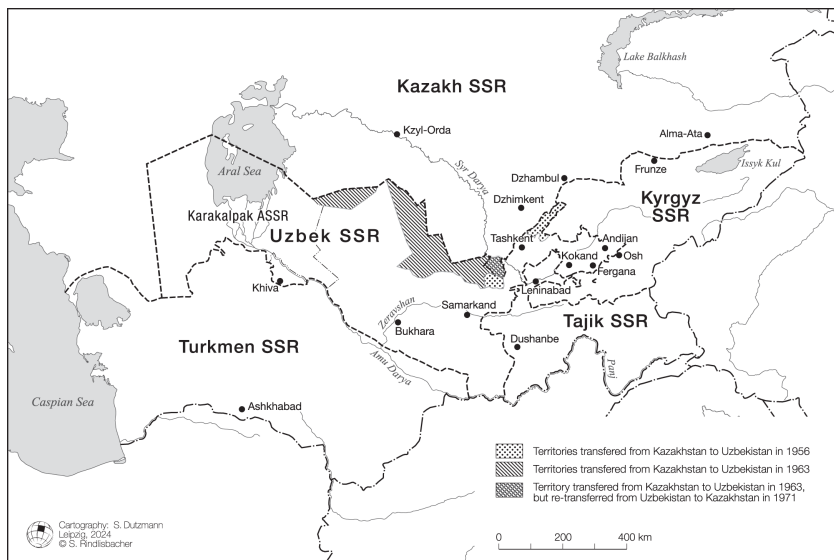 Lake Balkhash
Kazakh SSR
Kzyl-Orda
Alma-Ata
Frunze
Issyk Kul
Aral Sea
Syr Darya
Dzhambul
Dzhimkent
Kyrgyz
SSR
Karakalpak ASSR
Uzbek SSR
Tashkent
Andijan
Kokand
Osh
Fergana
Khiva
Leninabad
Zeravshan
Samarkand
Bukhara
Tajik SSR
Dushanbe
Turkmen SSR
Amu Darya
Panj
Caspian Sea
Ashkhabad
Territories transfered from Kazakhstan to Uzbekistan in 1956
Territories transfered from Kazakhstan to Uzbekistan in 1963
Territory transfered from Kazakhstan to Uzbekistan in 1963,
but re-transfered from Uzbekistan to Kazakhstan in 1971
Cartography: S. Dutzmann
Leipzig, 2024
© S. Rindlisbacher
0 200 400 km